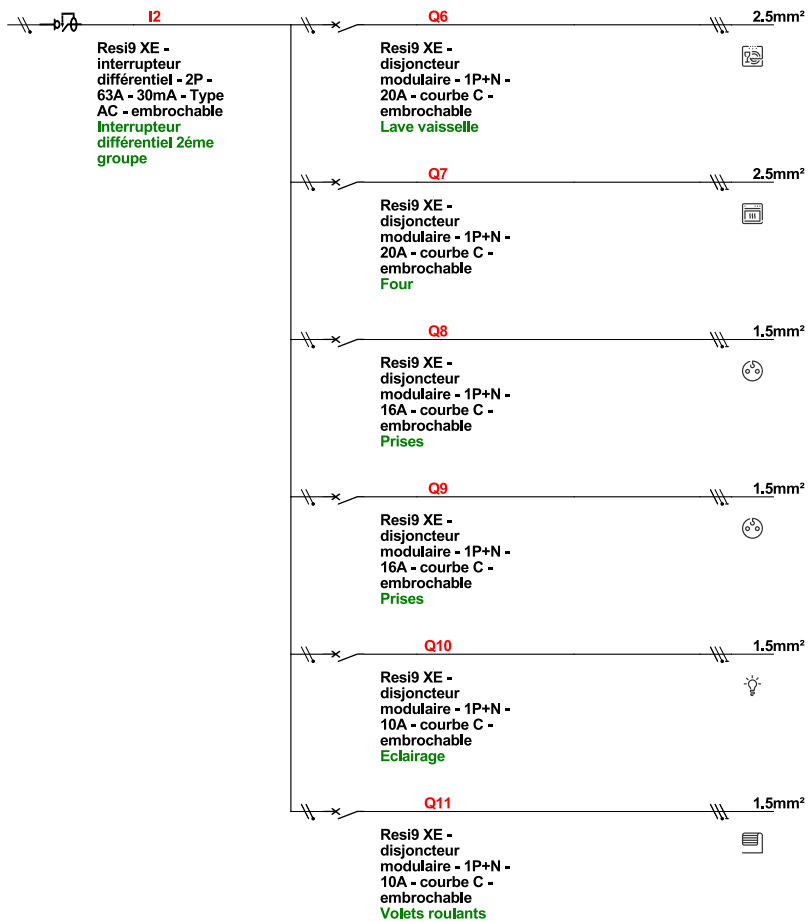 I2
Resi9 XE -
interrupteur
différentiel - 2P -
63A - 30mA - Type
AC - embrochable
Interrupteur
différentiel 2éme
groupe
Q6
2.5mm²
Resi9 XE -
disjoncteur
modulaire - 1P+N -
20A - courbe C -
embrochable
Lave vaisselle
Q7
2.5mm²
Resi9 XE -
disjoncteur
modulaire - 1P+N -
20A - courbe C -
embrochable
Four
Q8
1.5mm²
Resi9 XE -
disjoncteur
modulaire - 1P+N -
16A - courbe C -
embrochable
Prises
Q9
1.5mm²
Resi9 XE -
disjoncteur
modulaire - 1P+N -
16A - courbe C -
embrochable
Prises
Q10
1.5mm²
Resi9 XE -
disjoncteur
modulaire - 1P+N -
10A - courbe C -
embrochable
Eclairage
Q11
1.5mm²
Resi9 XE -
disjoncteur
modulaire - 1P+N -
10A - courbe C -
embrochable
Volets roulants